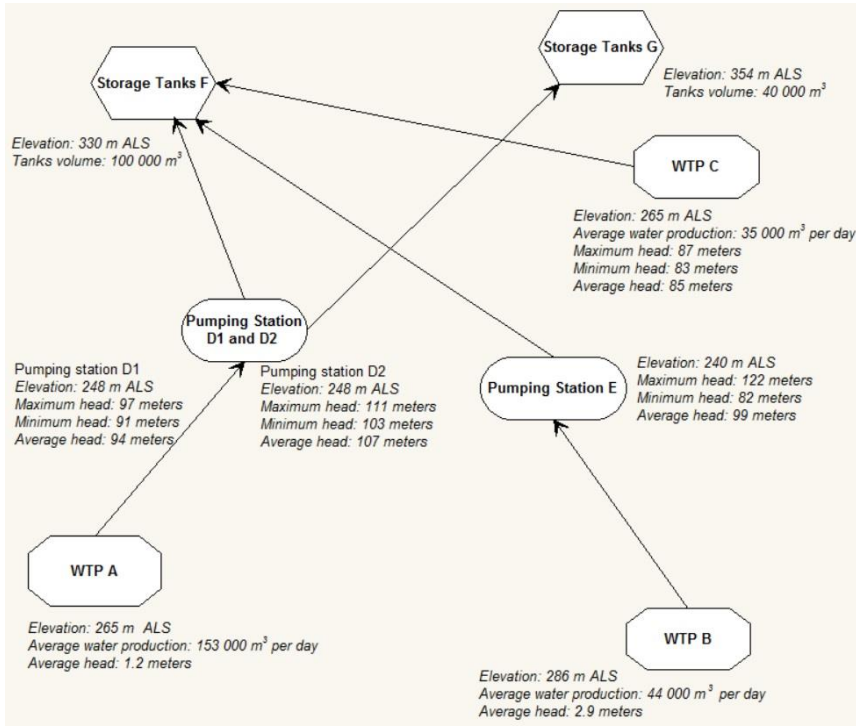 Storage Tanks G
Elevation: 354 m ALS
Tanks volume: 40 000 m³
Storage Tanks F
Elevation: 330 m ALS
Tanks volume: 100 000 m³
WTP C
Elevation: 265 m ALS
Average water production: 35 000 m³ per day
Maximum head: 87 meters
Minimum head: 83 meters
Average head: 85 meters
Pumping Station
D1 and D2
Pumping station D1
Elevation: 248 m ALS
Maximum head: 97 meters
Minimum head: 91 meters
Average head: 94 meters
Pumping station D2
Elevation: 248 m ALS
Maximum head: 111 meters
Minimum head: 103 meters
Average head: 107 meters
Pumping Station E
Elevation: 240 m ALS
Maximum head: 122 meters
Minimum head: 82 meters
Average head: 99 meters
WTP A
Elevation: 265 m ALS
Average water production: 153 000 m³ per day
Average head: 1.2 meters
WTP B
Elevation: 286 m ALS
Average water production: 44 000 m³ per day
Average head: 2.9 meters